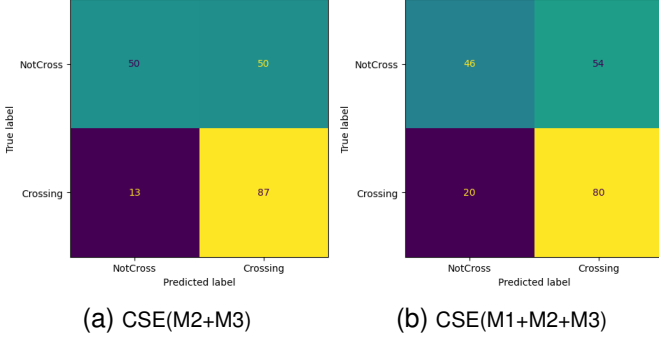 NotCross
50
50
True label
Crossing
13
87
NotCross
Crossing
Predicted label
(a) CSE(M2+M3)
NotCross
46
54
True label
Crossing
20
80
NotCross
Crossing
Predicted label
(b) CSE(M1+M2+M3)